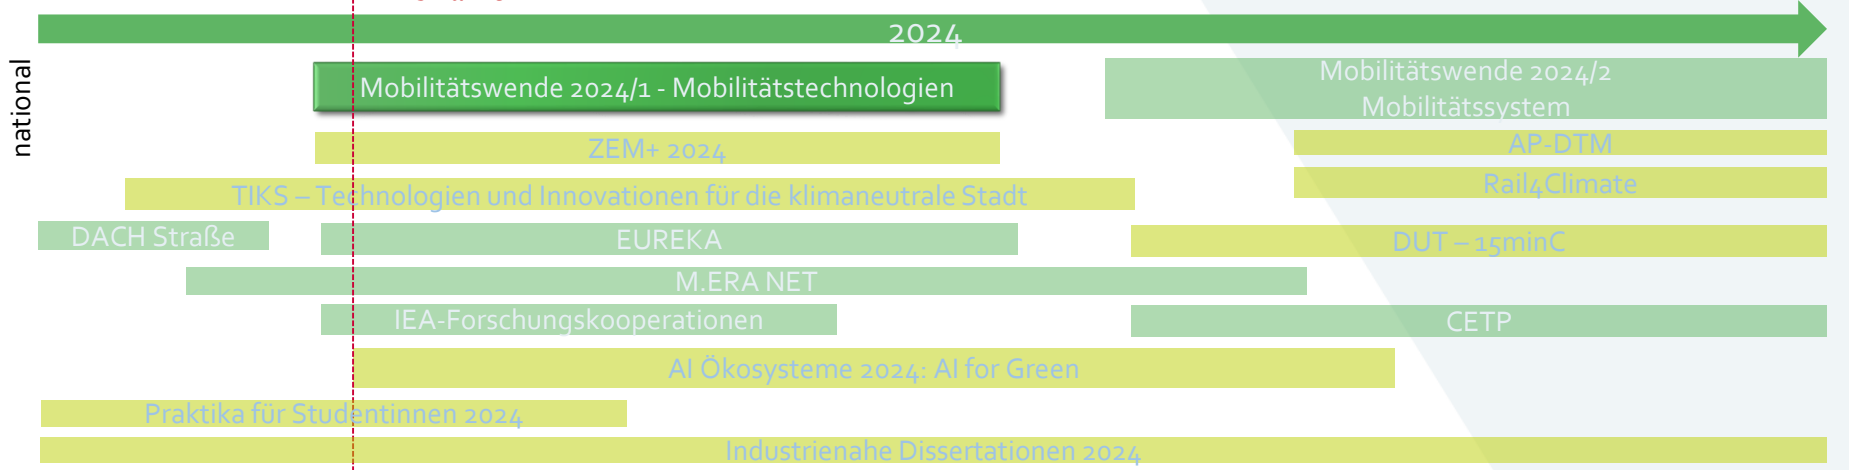 2024
national
Mobilitätswende 2024/1 - Mobilitätstechnologien
Mobilitätswende 2024/2
Mobilitätssystem
ZEM+ 2024
AP-DTM
TIKS – Technologien und Innovationen für die klimaneutrale Stadt
Rail4Climate
DACH Straße
EUREKA
DUT – 15minC
M.ERA NET
IEA-Forschungskooperationen
CETP
AI Ökosysteme 2024: AI for Green
Praktika für Studentinnen 2024
Industrienahe Dissertationen 2024